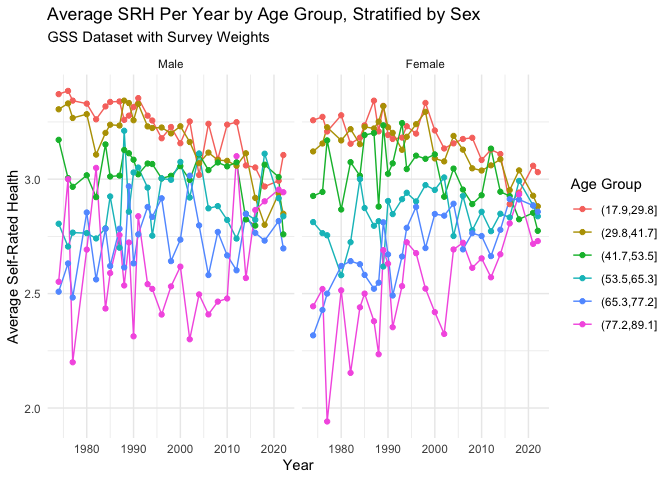 Average SRH Per Year by Age Group, Stratified by Sex
GSS Dataset with Survey Weights
Male
Female
Average Self-Rated Health
3.0
2.5
2.0
1980 1990 2000 2010 2020
1980 1990 2000 2010 2020
Year
Age Group
(17.9,29.8]
(29.8,41.7]
(41.7,53.5]
(53.5,65.3]
(65.3,77.2]
(77.2,89.1]